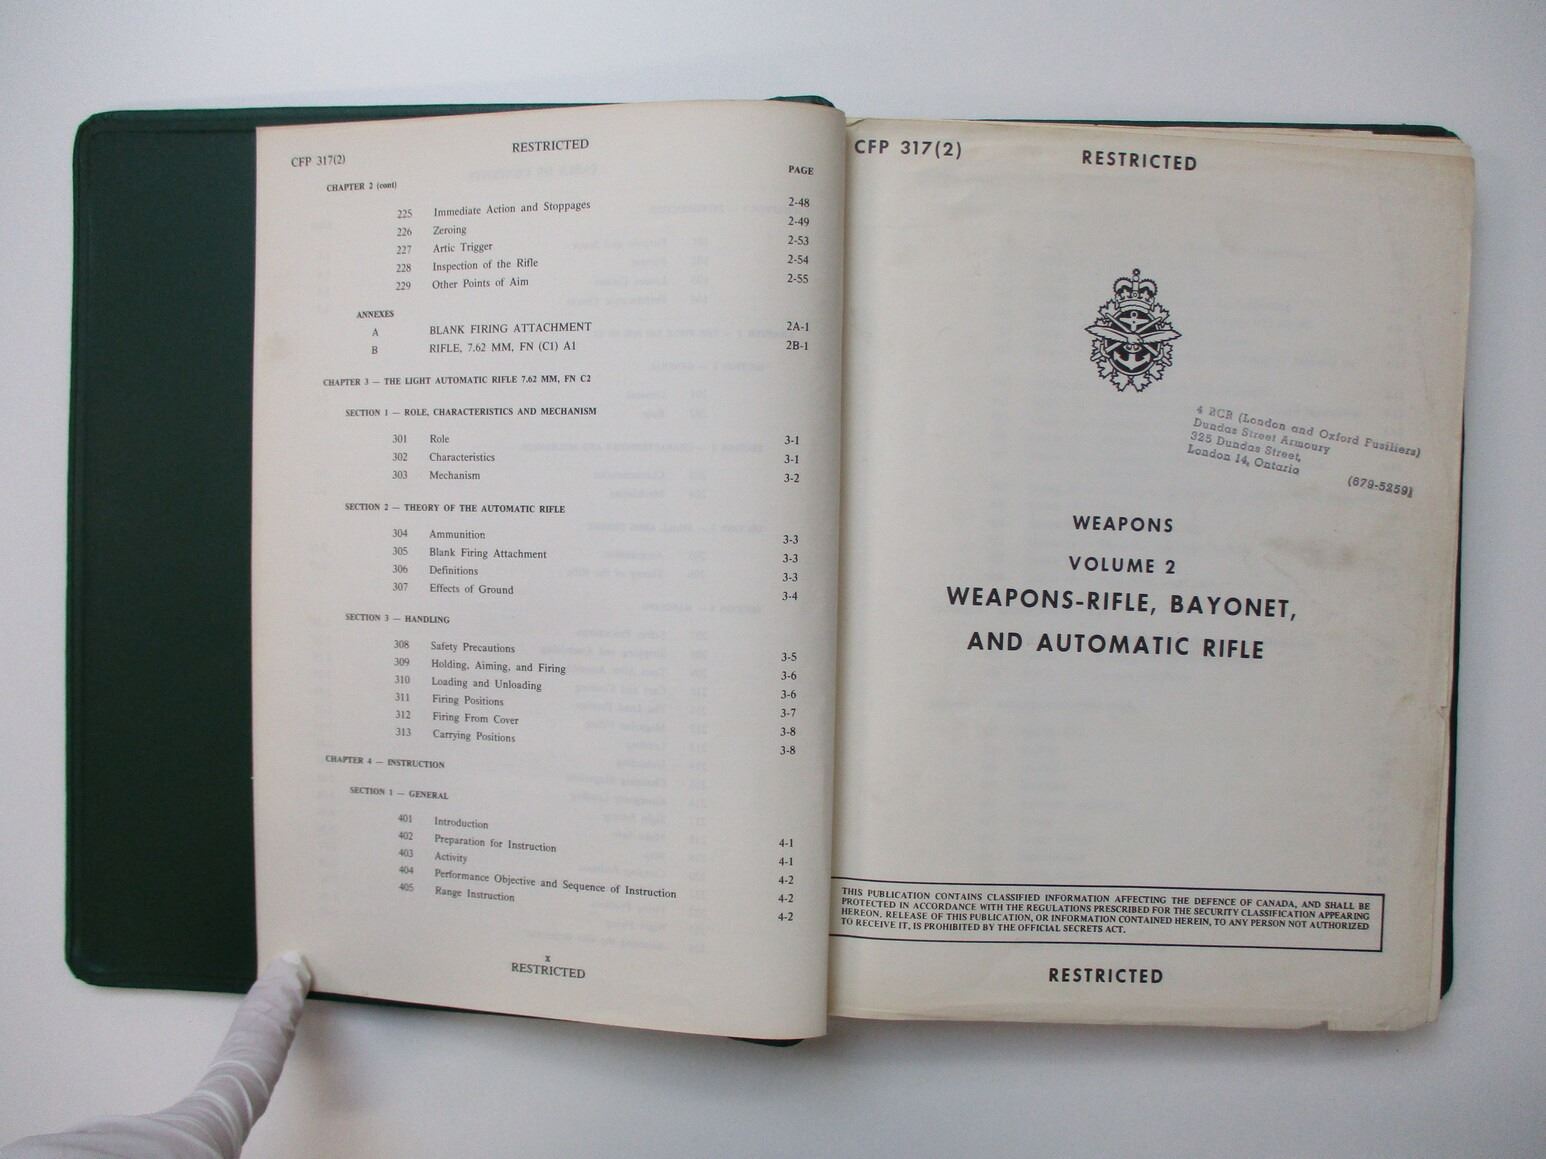 CFP 317(2)
RESTRICTED
PAGE
CHAPTER 2 (cont)
225 Immediate Action and Stoppages 2-48
226 Zeroing 2-49
227 Artic Trigger 2-53
228 Inspection of the Rifle 2-54
229 Other Points of Aim 2-55
ANNEXES
A BLANK FIRING ATTACHMENT 2A-1
B RIFLE, 7.62 MM, FN (C1) A1 2B-1
CHAPTER 3 — THE LIGHT AUTOMATIC RIFLE 7.62 MM, FN C2
SECTION 1 — ROLE, CHARACTERISTICS AND MECHANISM
301 Role 3-1
302 Characteristics 3-1
303 Mechanism 3-2
SECTION 2 — THEORY OF THE AUTOMATIC RIFLE
304 Ammunition 3-3
305 Blank Firing Attachment 3-3
306 Definitions 3-3
307 Effects of Ground 3-4
SECTION 3 — HANDLING
308 Safety Precautions 3-5
309 Holding, Aiming, and Firing 3-6
310 Loading and Unloading 3-6
311 Firing Positions 3-7
312 Firing From Cover 3-8
313 Carrying Positions 3-8
CHAPTER 4 — INSTRUCTION
SECTION 1 — GENERAL
401 Introduction 4-1
402 Preparation for Instruction 4-1
403 Activity 4-2
404 Performance Objective and Sequence of Instruction 4-2
405 Range Instruction 4-2
x
RESTRICTED
CFP 317(2)
RESTRICTED
4 RCR (London and Oxford Fusiliers)
Dundas Street Armoury
325 Dundas Street,
London 14, Ontario
(679-5259)
WEAPONS
VOLUME 2
WEAPONS-RIFLE, BAYONET,
AND AUTOMATIC RIFLE
THIS PUBLICATION CONTAINS CLASSIFIED INFORMATION AFFECTING THE DEFENCE OF CANADA, AND SHALL BE
PROTECTED IN ACCORDANCE WITH THE REGULATIONS PRESCRIBED FOR THE SECURITY CLASSIFICATION APPEARING
HEREON. RELEASE OF THIS PUBLICATION, OR INFORMATION CONTAINED HEREIN, TO ANY PERSON NOT AUTHORIZED
TO RECEIVE IT, IS PROHIBITED BY THE OFFICIAL SECRETS ACT.
RESTRICTED